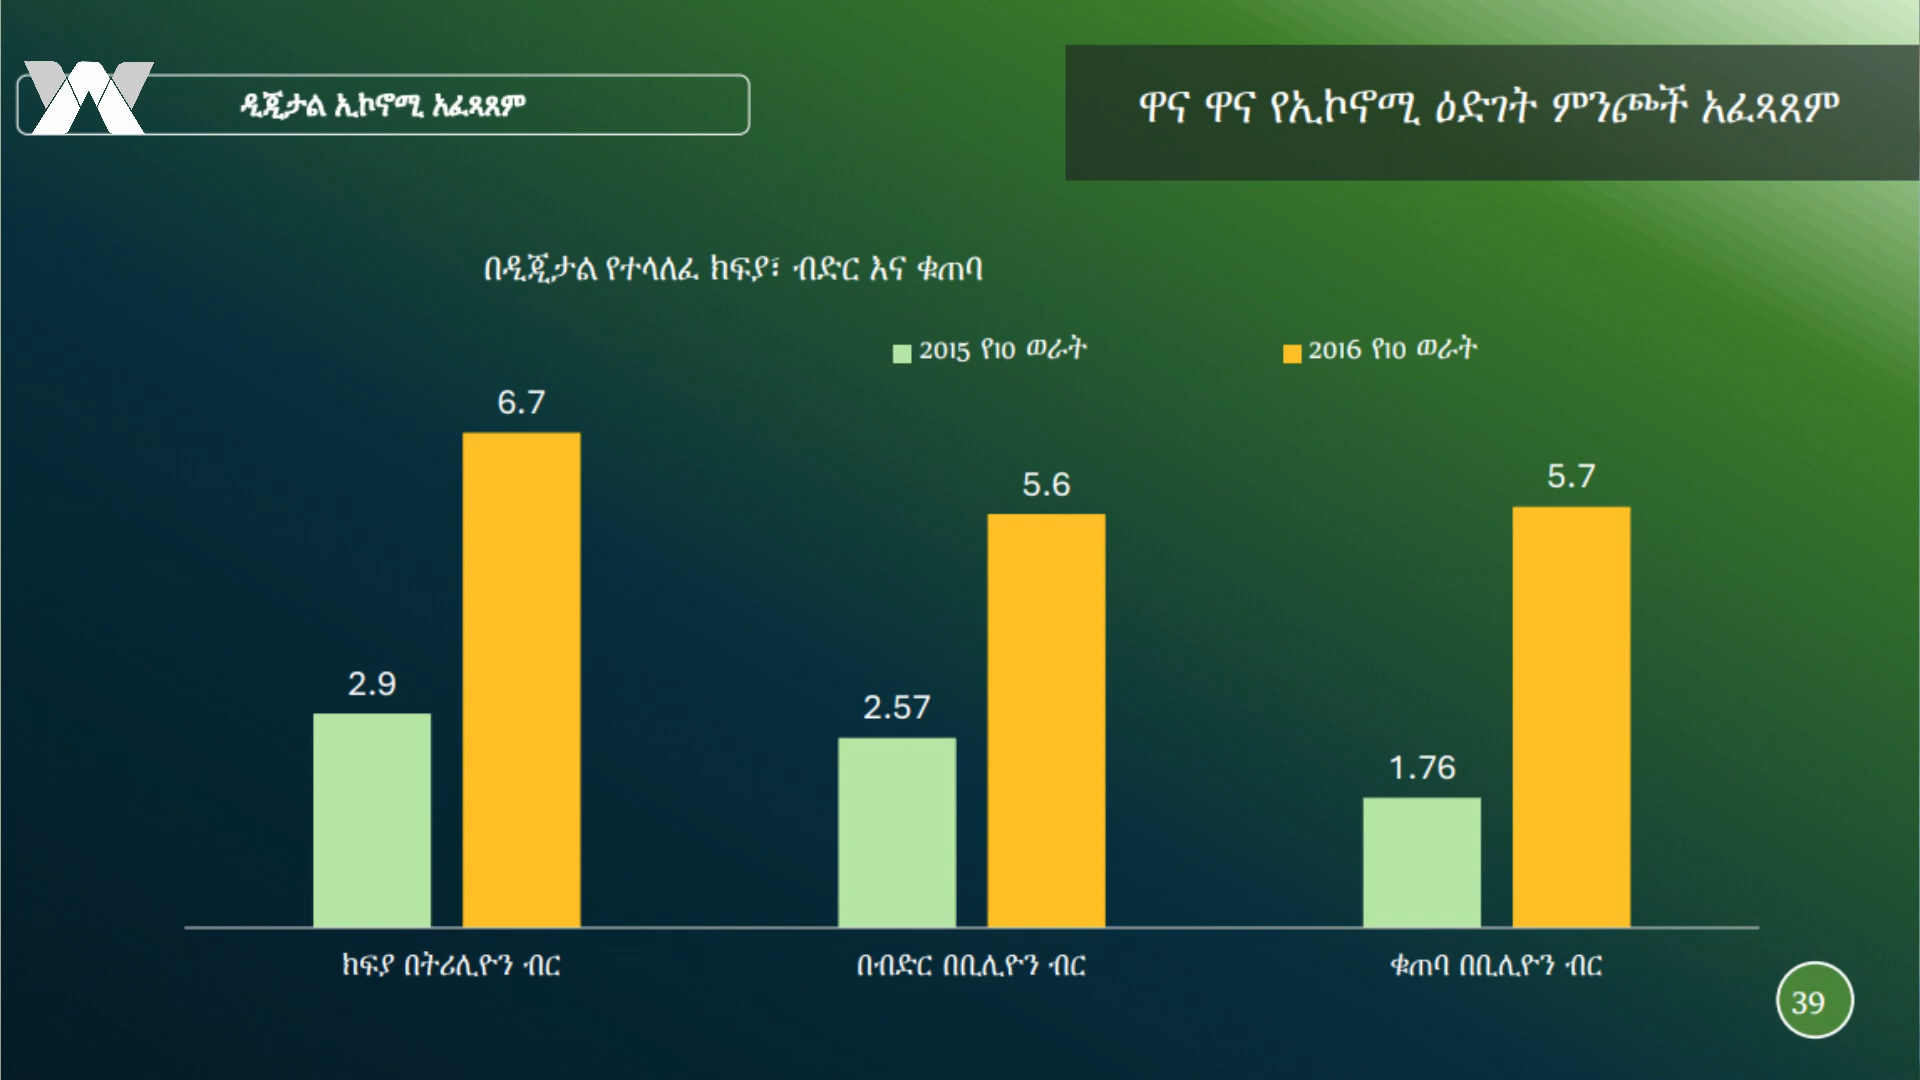 ዲጂታል ኢኮኖሚ አፈጻጸም
ዋና ዋና የኢኮኖሚ ዕድገት ምንጮች አፈጻጸም
በዲጂታል የተላለፈ ክፍያ፣ ብድር እና ቁጠባ
2015 የ10 ወራት
2016 የ10 ወራት
6.7
5.6
5.7
2.9
2.57
1.76
ክፍያ በትሪሊዮን ብር
በብድር በቢሊዮን ብር
ቁጠባ በቢሊዮን ብር
39